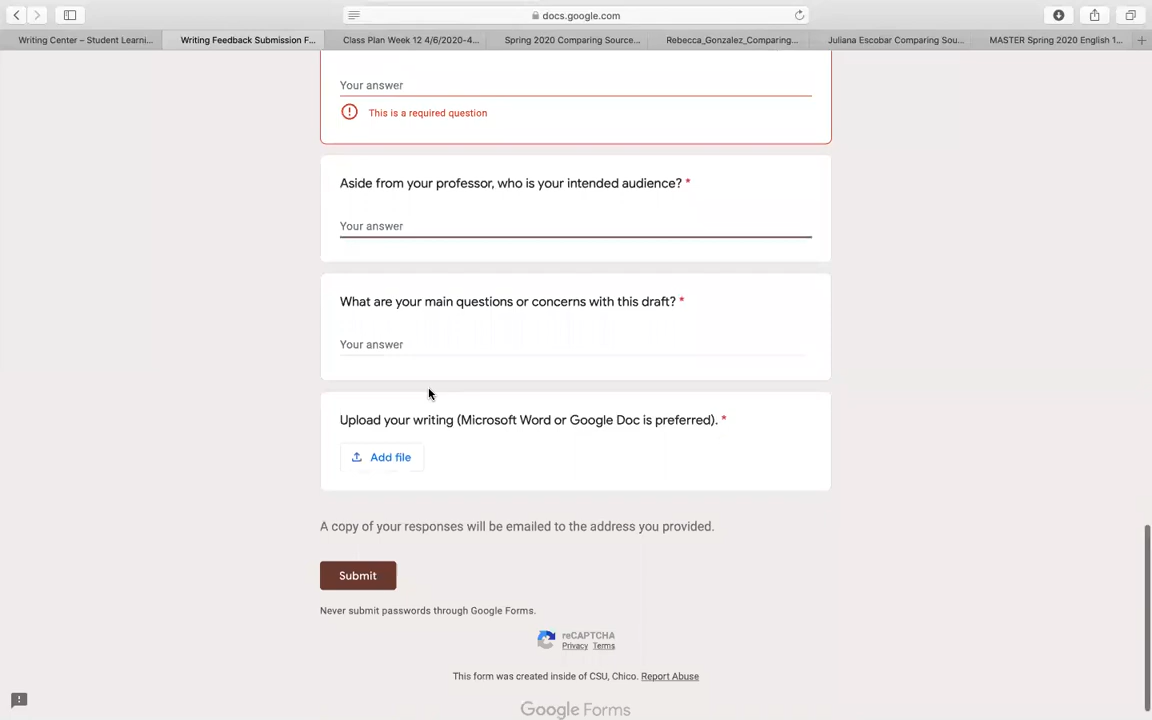 docs.google.com
Writing Center – Student Learni...
Writing Feedback Submission F...
Class Plan Week 12 4/6/2020-4...
Spring 2020 Comparing Source...
Rebecca_Gonzalez_Comparing...
Juliana Escobar Comparing Sou...
MASTER Spring 2020 English 1...
Your answer
This is a required question
Aside from your professor, who is your intended audience? *
Your answer
What are your main questions or concerns with this draft? *
Your answer
Upload your writing (Microsoft Word or Google Doc is preferred). *
Add file
A copy of your responses will be emailed to the address you provided.
Submit
Never submit passwords through Google Forms.
reCAPTCHA
Privacy Terms
This form was created inside of CSU, Chico. Report Abuse
Google Forms